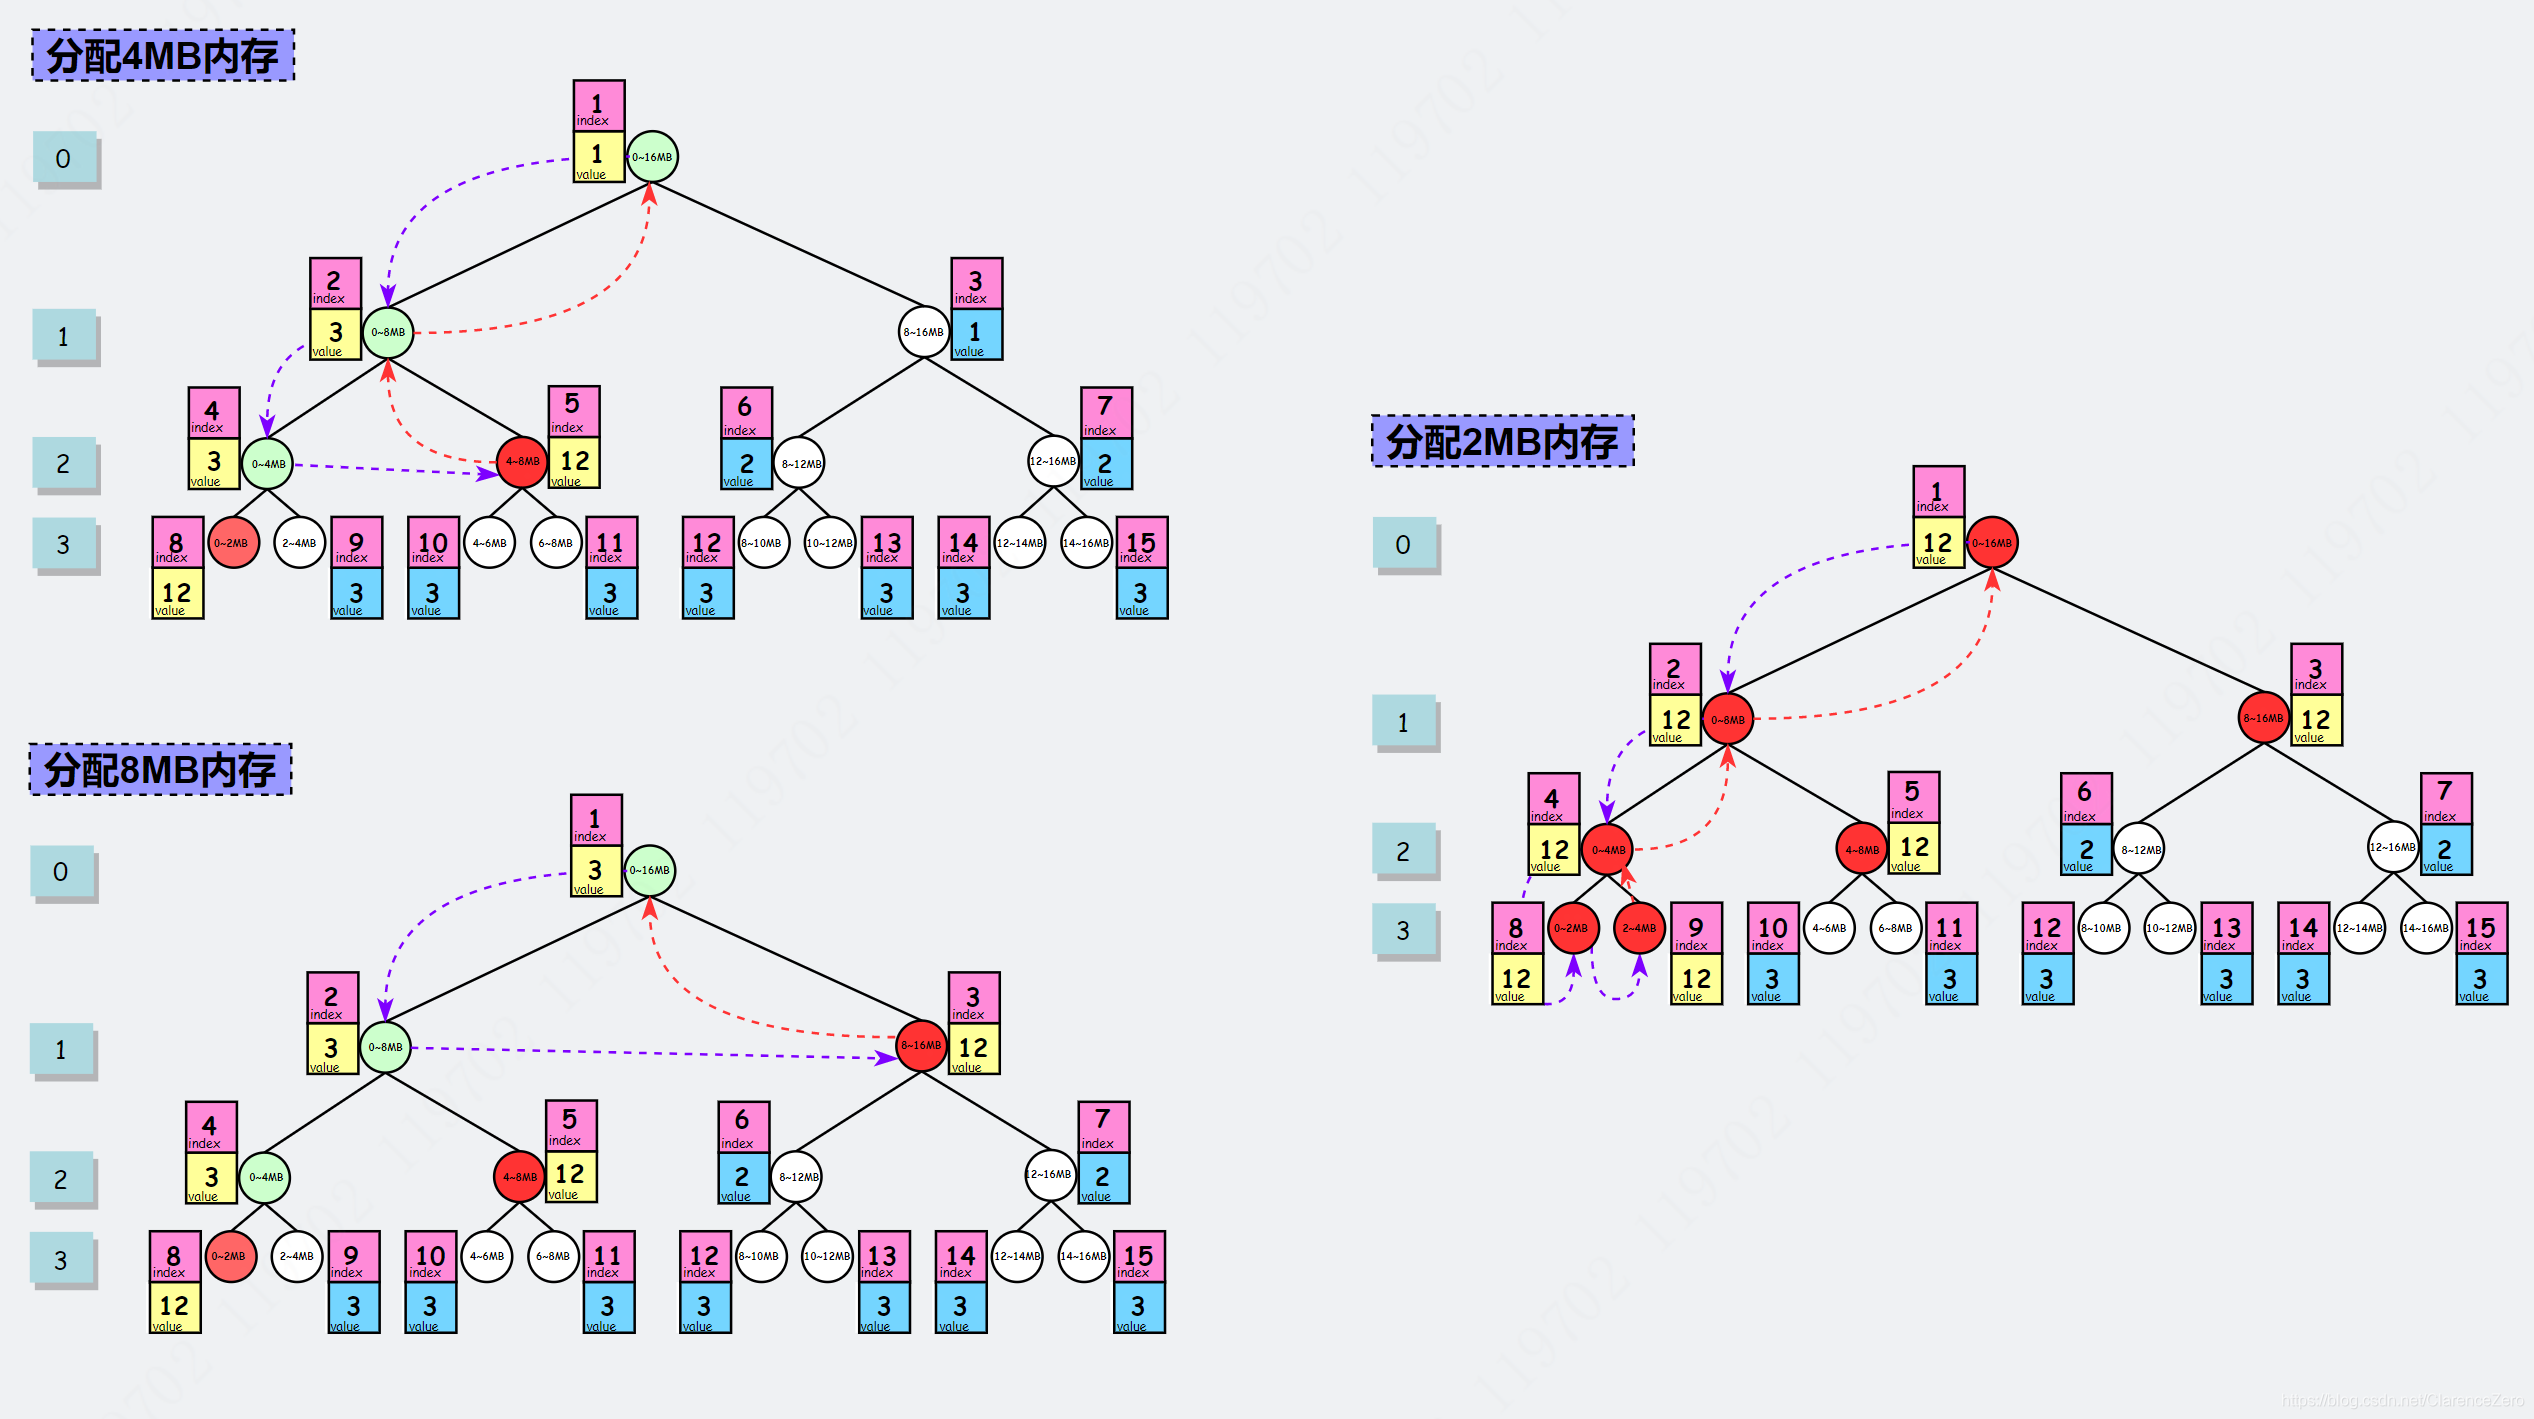 分配4MB内存
0
1
index
1
value
0~16MB
1
2
index
3
value
0~8MB
8~16MB
3
index
1
value
2
4
index
3
value
0~4MB
4~8MB
5
index
12
value
6
index
2
value
8~12MB
12~16MB
7
index
2
value
3
8
index
12
value
0~2MB
2~4MB
9
index
3
value
10
index
3
value
4~6MB
6~8MB
11
index
3
value
12
index
3
value
8~10MB
10~12MB
13
index
3
value
14
index
3
value
12~14MB
14~16MB
15
index
3
value
分配8MB内存
0
1
index
3
value
0~16MB
1
2
index
3
value
0~8MB
8~16MB
3
index
12
value
2
4
index
3
value
0~4MB
4~8MB
5
index
12
value
6
index
2
value
8~12MB
12~16MB
7
index
2
value
3
8
index
12
value
0~2MB
2~4MB
9
index
3
value
10
index
3
value
4~6MB
6~8MB
11
index
3
value
12
index
3
value
8~10MB
10~12MB
13
index
3
value
14
index
3
value
12~14MB
14~16MB
15
index
3
value
分配2MB内存
0
1
index
12
value
0~16MB
1
2
index
12
value
0~8MB
8~16MB
3
index
12
value
2
4
index
12
value
0~4MB
4~8MB
5
index
12
value
6
index
2
value
8~12MB
12~16MB
7
index
2
value
3
8
index
12
value
0~2MB
2~4MB
9
index
12
value
10
index
3
value
4~6MB
6~8MB
11
index
3
value
12
index
3
value
8~10MB
10~12MB
13
index
3
value
14
index
3
value
12~14MB
14~16MB
15
index
3
value
https://blog.csdn.net/ClarenceZero